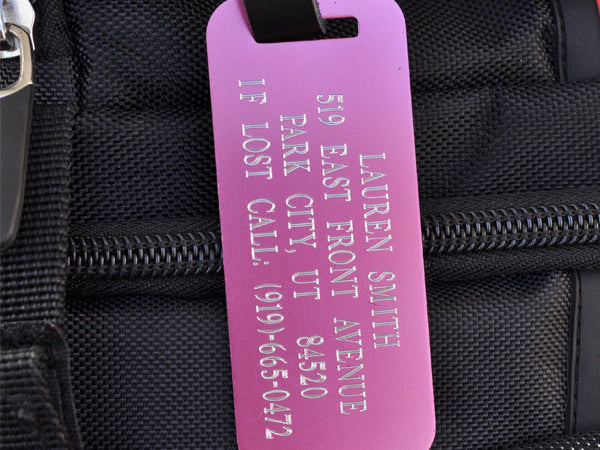 LAUREN SMITH
519 EAST FRONT AVENUE
PARK CITY, UT 84520
IF LOST CALL: (919)-665-0472